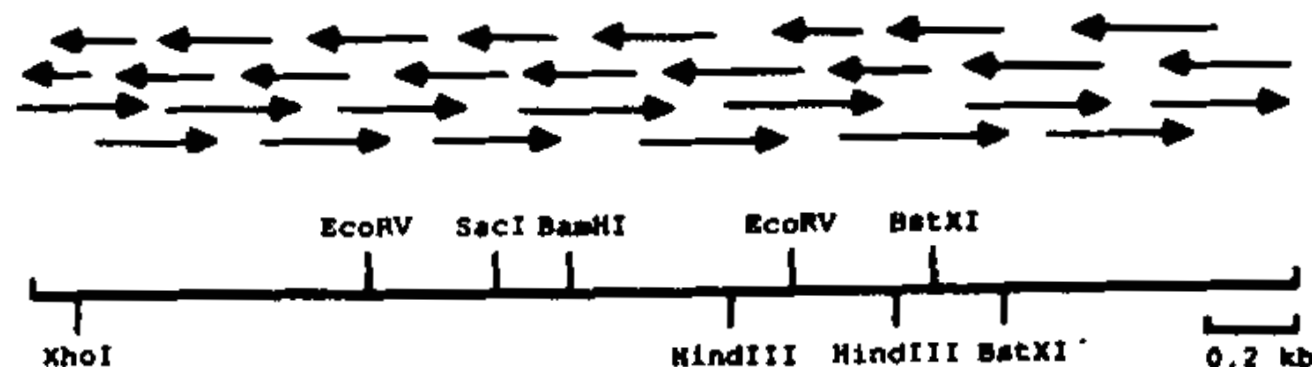 EcoRV SacI BamHI EcoRV BstXI
XhoI HindIII HindIII BstXI 0.2 kb